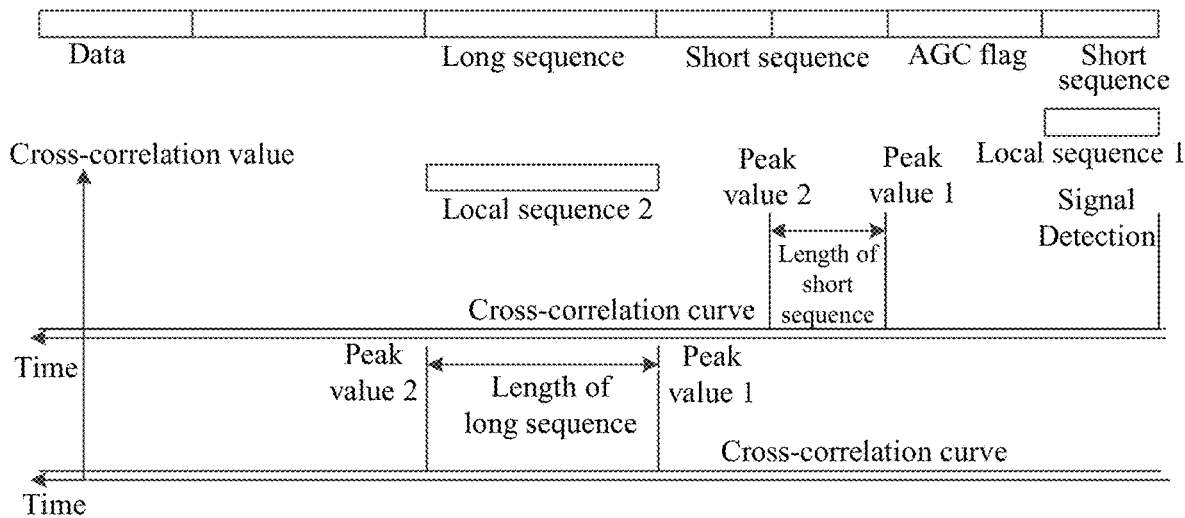 Data
Long sequence
Short sequence
AGC flag
Short
sequence
Local sequence 1
Cross-correlation value
Local sequence 2
Peak
value 2
Peak
value 1
Signal
Detection
Length of
short
sequence
Cross-correlation curve
Time
Peak
value 2
Length of
long sequence
Peak
value 1
Cross-correlation curve
Time